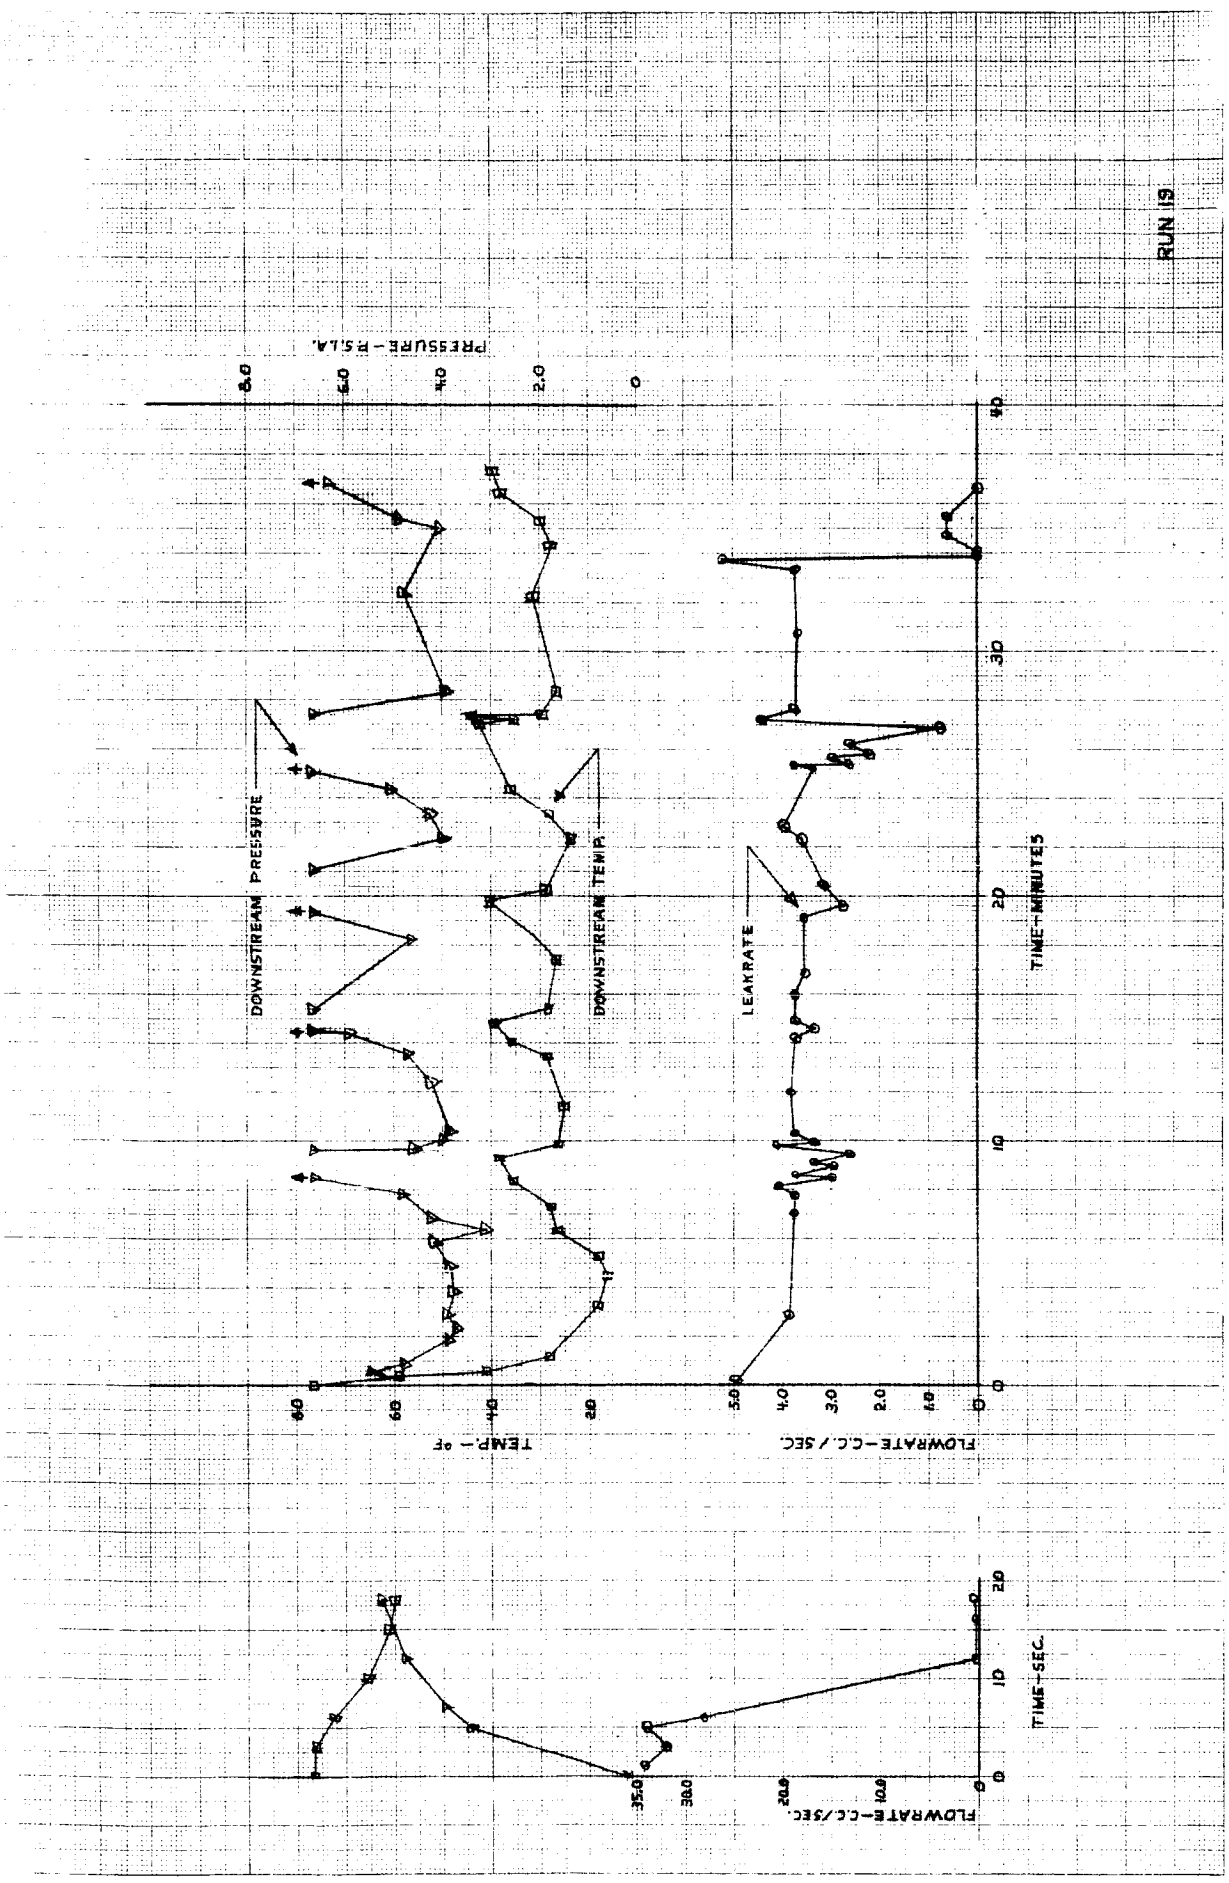 RUN 19
PRESSURE-P.S.I.A.
8.0
6.0
4.0
2.0
0
DOWNSTREAM PRESSURE
DOWNSTREAM TEMP.
LEAKRATE
80
60
40
20
TEMP.-°F
5.0
4.0
3.0
2.0
1.0
0
FLOWRATE-C.C./SEC.
0
10
20
30
40
TIME-MINUTES
35.0
30.0
20.0
10.0
0
FLOWRATE-C.C./SEC.
0
10
20
TIME-SEC.